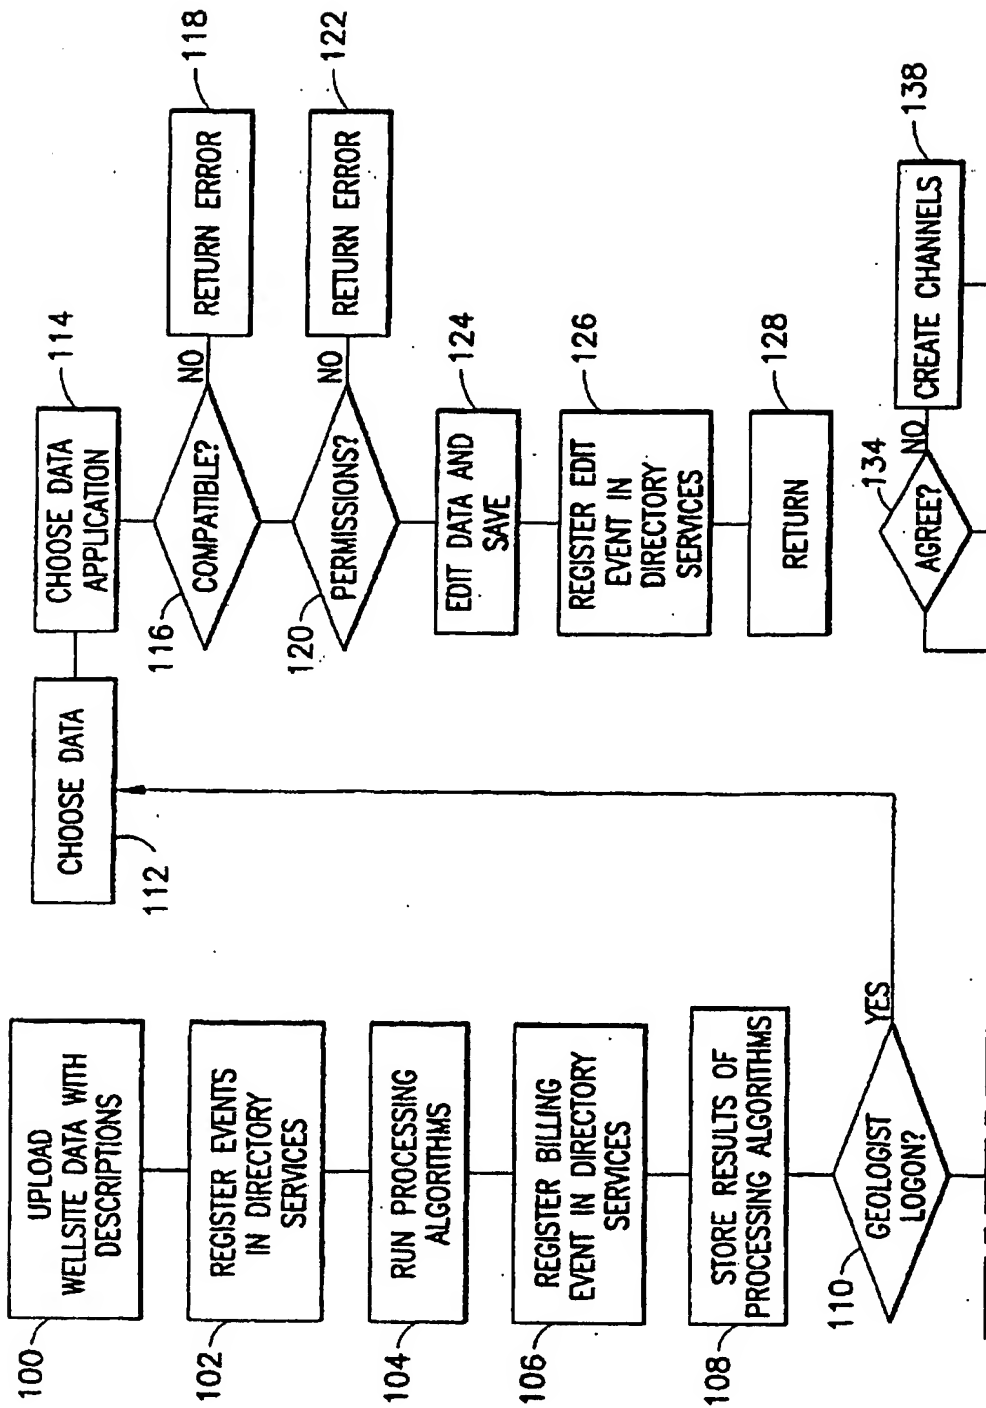 100
UPLOAD
WELLSITE DATA WITH
DESCRIPTIONS
102
REGISTER EVENTS
IN DIRECTORY
SERVICES
104
RUN PROCESSING
ALGORITHMS
106
REGISTER BILLING
EVENT IN DIRECTORY
SERVICES
108
STORE RESULTS OF
PROCESSING ALGORITHMS
110
GEOLOGIST
LOGON?
YES
112
CHOOSE DATA
114
CHOOSE DATA
APPLICATION
116
COMPATIBLE?
NO
RETURN ERROR
118
120
PERMISSIONS?
NO
RETURN ERROR
122
EDIT DATA AND
SAVE
124
REGISTER EDIT
EVENT IN
DIRECTORY
SERVICES
126
RETURN
128
134
AGREE?
NO
CREATE CHANNELS
138